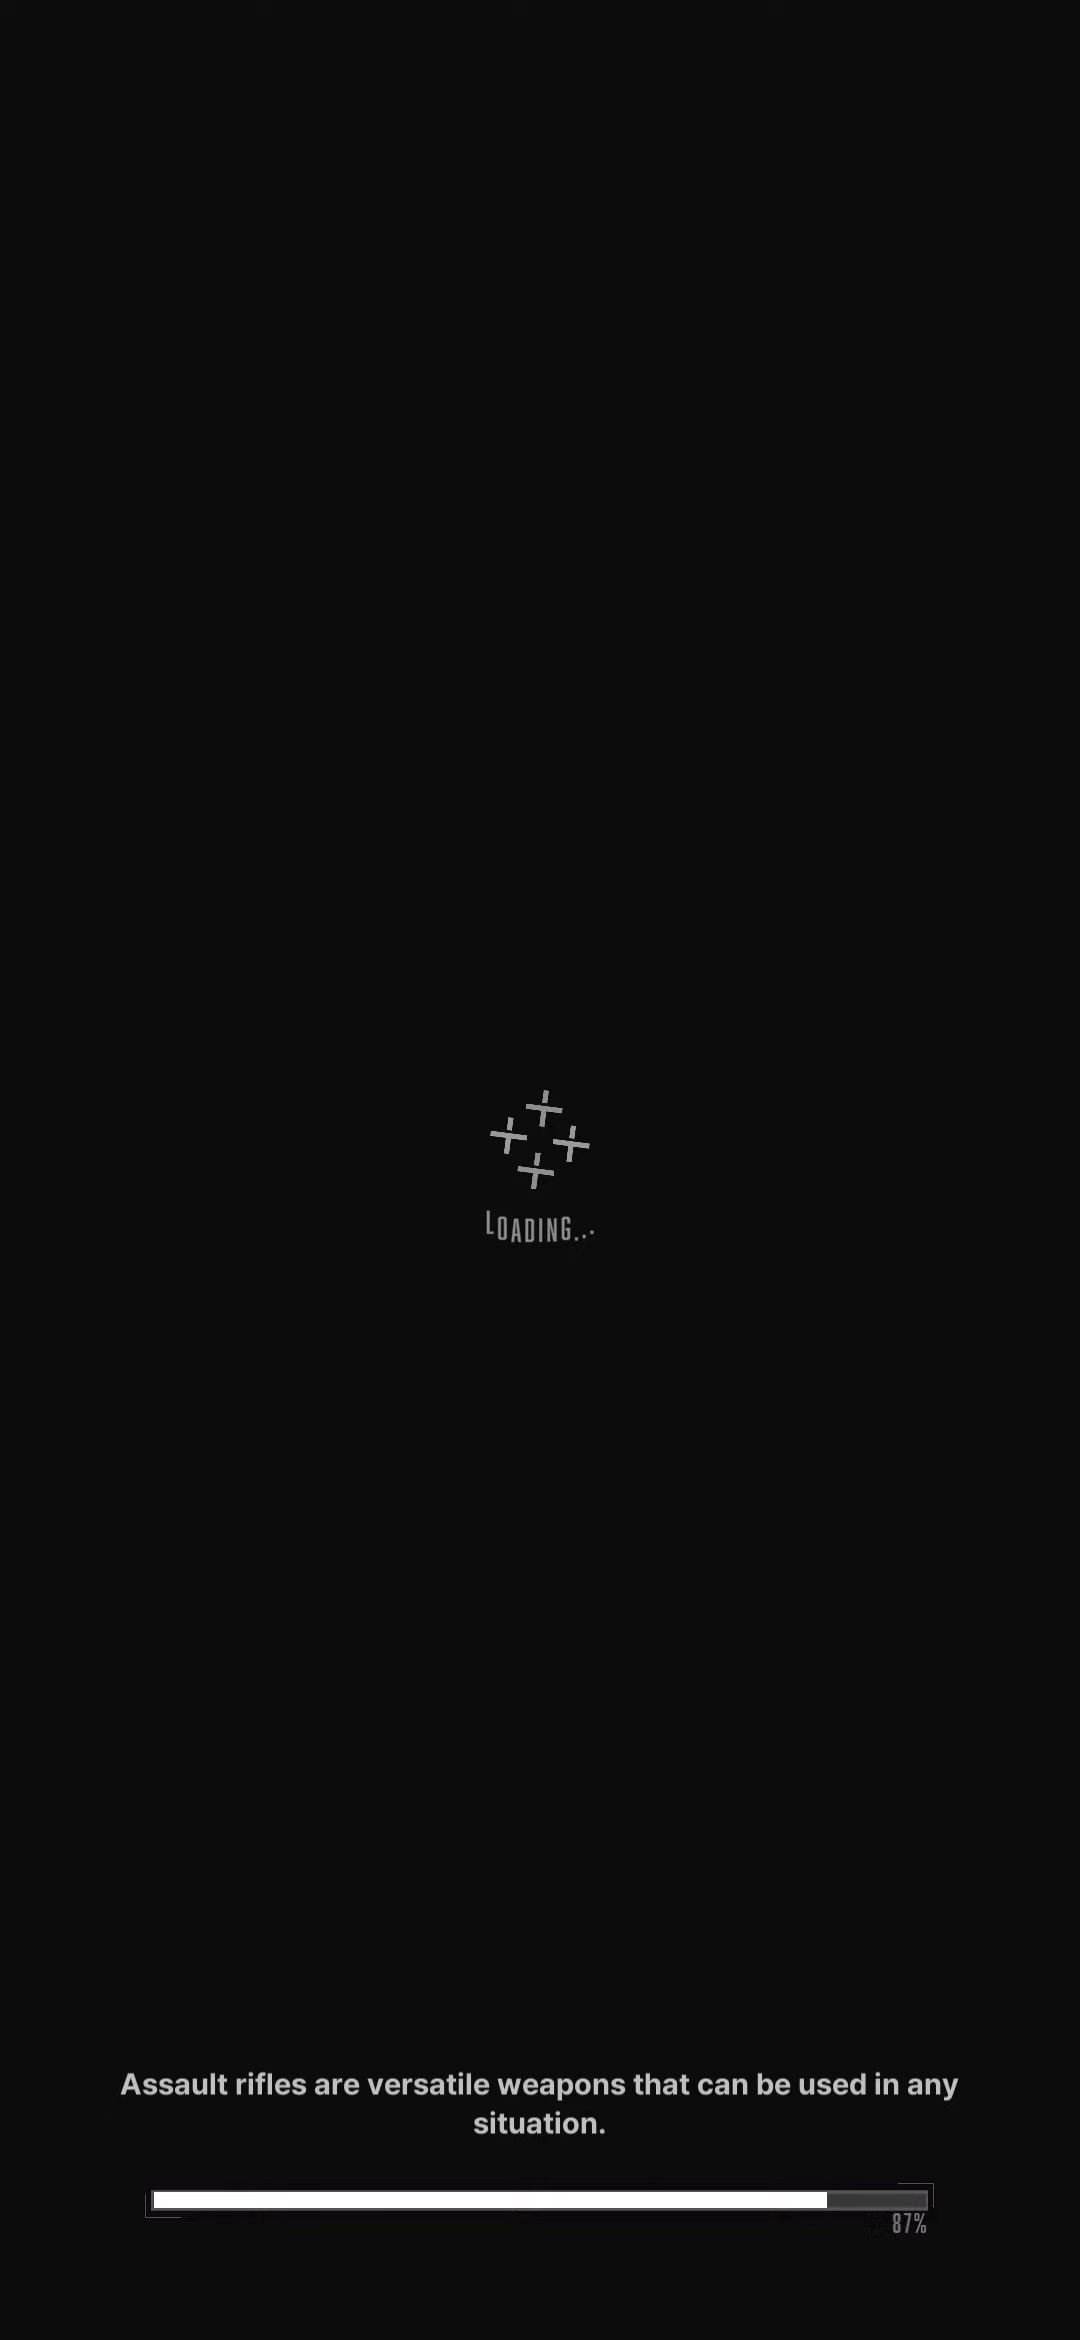 LOADING...
Assault rifles are versatile weapons that can be used in any
situation.
87%